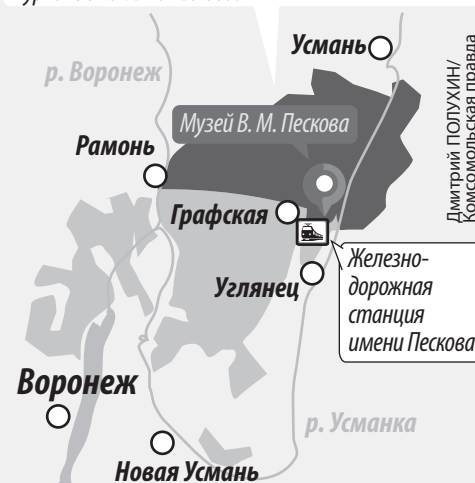 Усмань
р. Воронеж
Дмитрий ПОЛУХИН/
Комсомольская правда
Музей В. М. Пескова
Рамонь
Графская
Железно-
дорожная
станция
имени Пескова
Углянец
Воронеж
р. Усманка
Новая Усмань